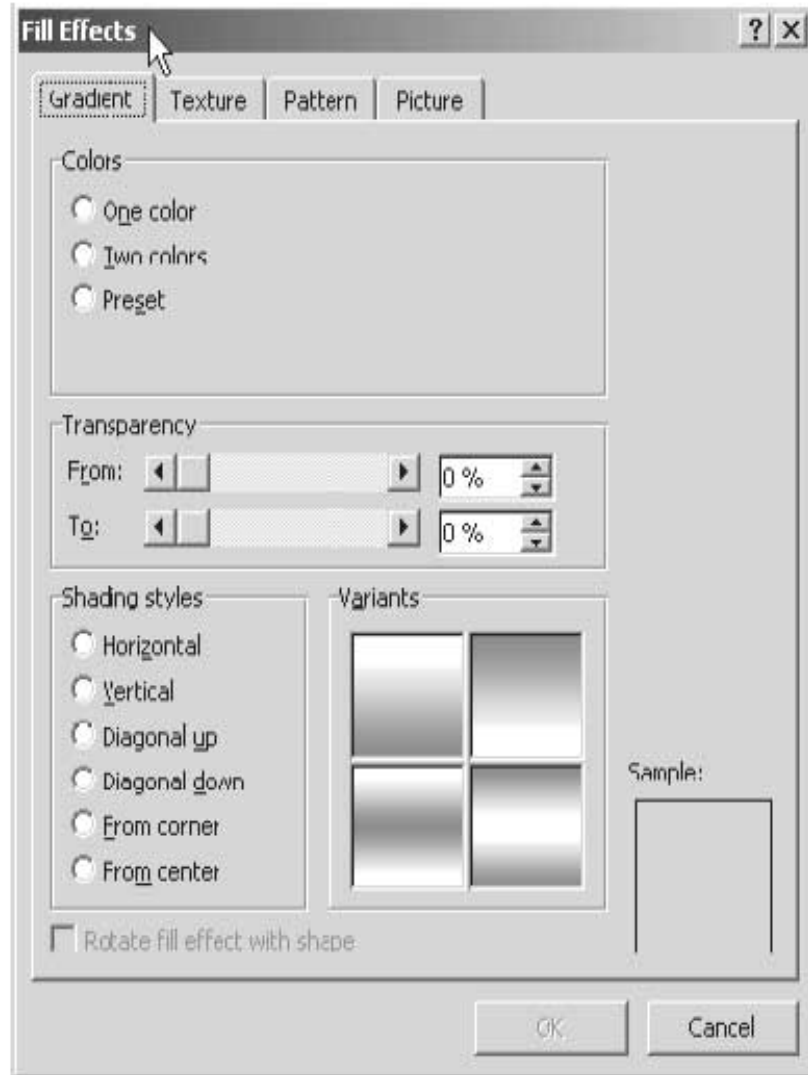 Fill Effects
Gradient Texture Pattern Picture
Colors
One color
Two colors
Preset
Transparency
From: 0 %
To: 0 %
Shading styles
Horizontal
Vertical
Diagonal up
Diagonal down
From corner
From center
Variants
Sample:
Rotate fill effect with shape
OK Cancel